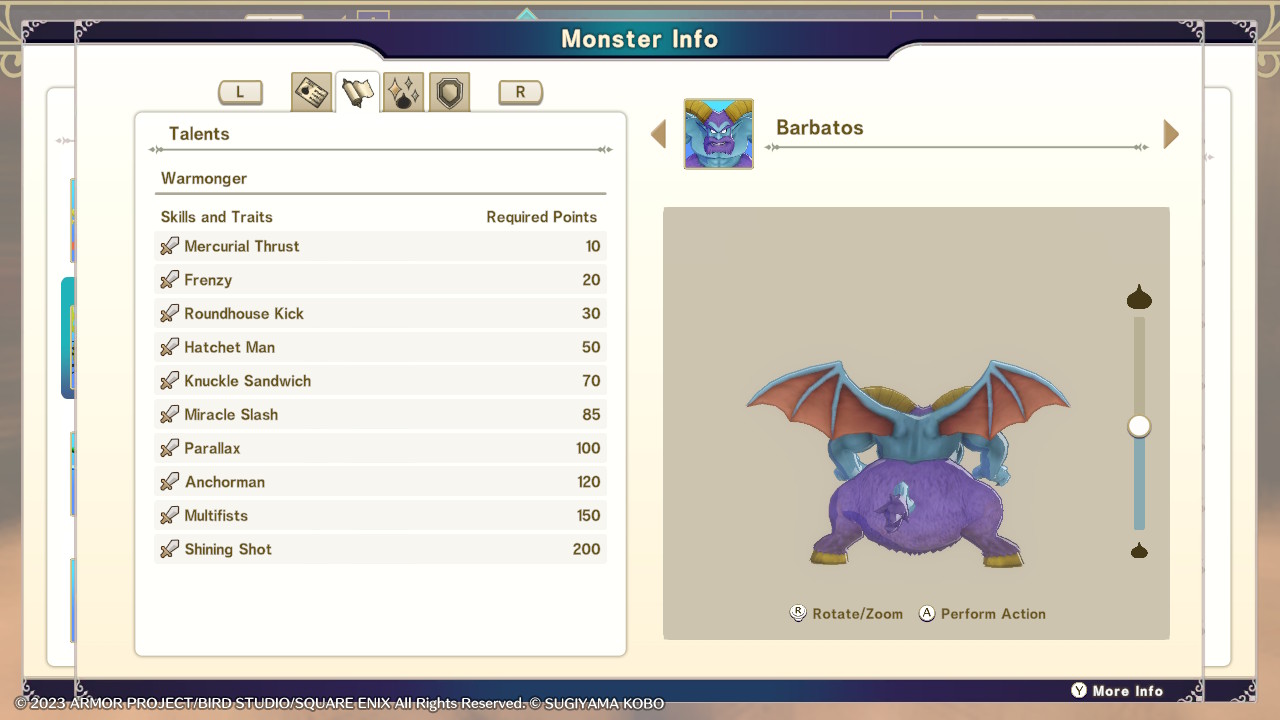 Monster Info
L
R
Talents
Warmonger
Skills and Traits Required Points
Mercurial Thrust 10
Frenzy 20
Roundhouse Kick 30
Hatchet Man 50
Knuckle Sandwich 70
Miracle Slash 85
Parallax 100
Anchorman 120
Multifists 150
Shining Shot 200
Barbatos
R Rotate/Zoom A Perform Action
Y More Info
© 2023 ARMOR PROJECT/BIRD STUDIO/SQUARE ENIX All Rights Reserved. © SUGIYAMA KOBO